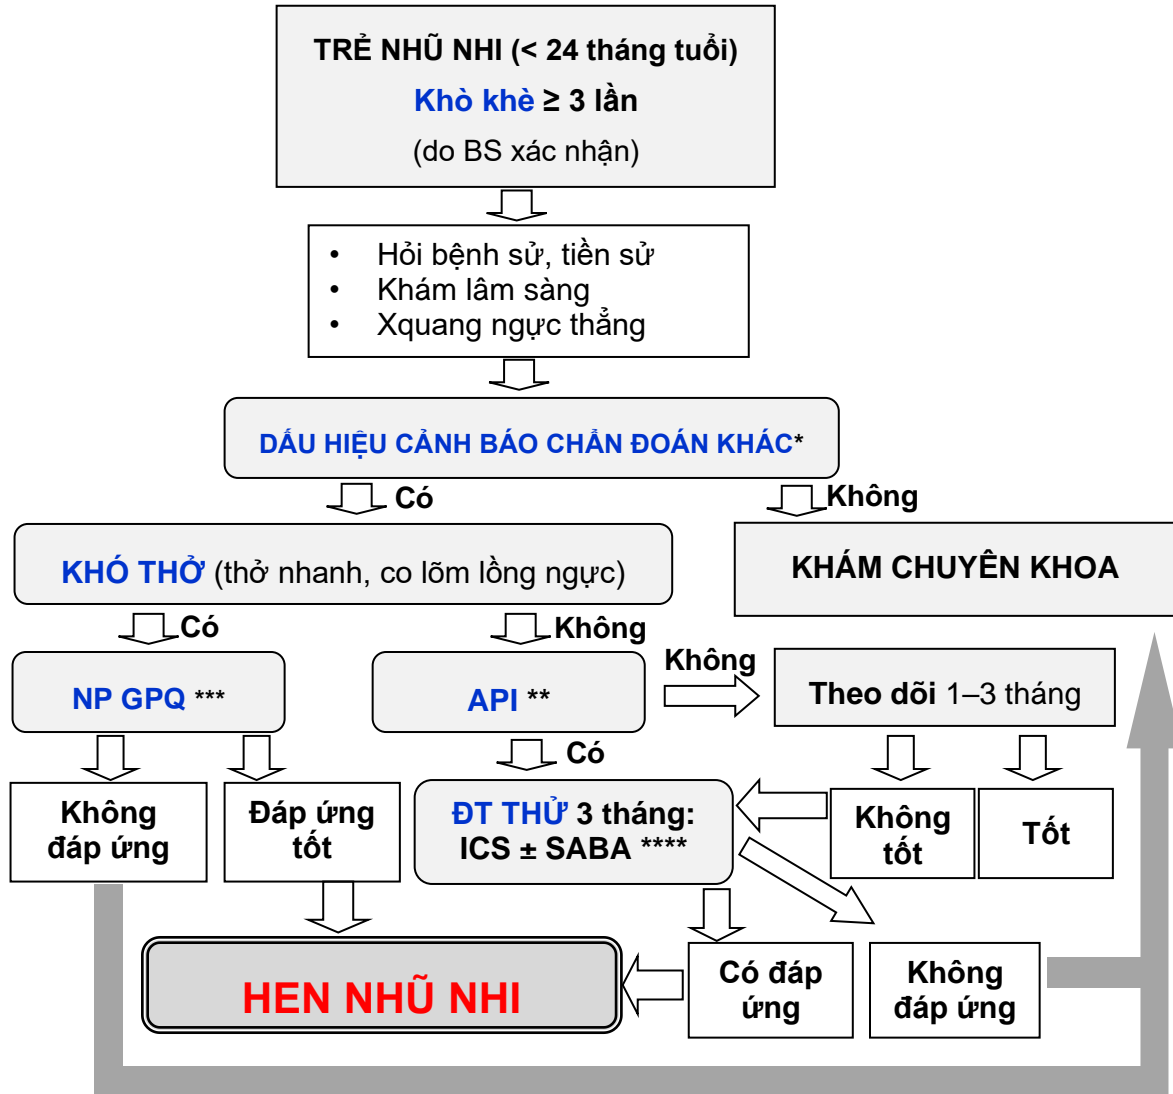 TRẺ NHŨ NHI (< 24 tháng tuổi)
Khò khè ≥ 3 lần
(do BS xác nhận)
• Hỏi bệnh sử, tiền sử
• Khám lâm sàng
• Xquang ngực thẳng
DẤU HIỆU CẢNH BÁO CHẨN ĐOÁN KHÁC*
Có
Không
KHÓ THỞ (thở nhanh, co lõm lồng ngực)
KHÁM CHUYÊN KHOA
Có
Không
NP GPQ ***
API **
Không
Theo dõi 1–3 tháng
Có
Không
đáp ứng
Đáp ứng
tốt
ĐT THỬ 3 tháng:
ICS ± SABA ****
Không
tốt
Tốt
HEN NHŨ NHI
Có đáp
ứng
Không
đáp ứng